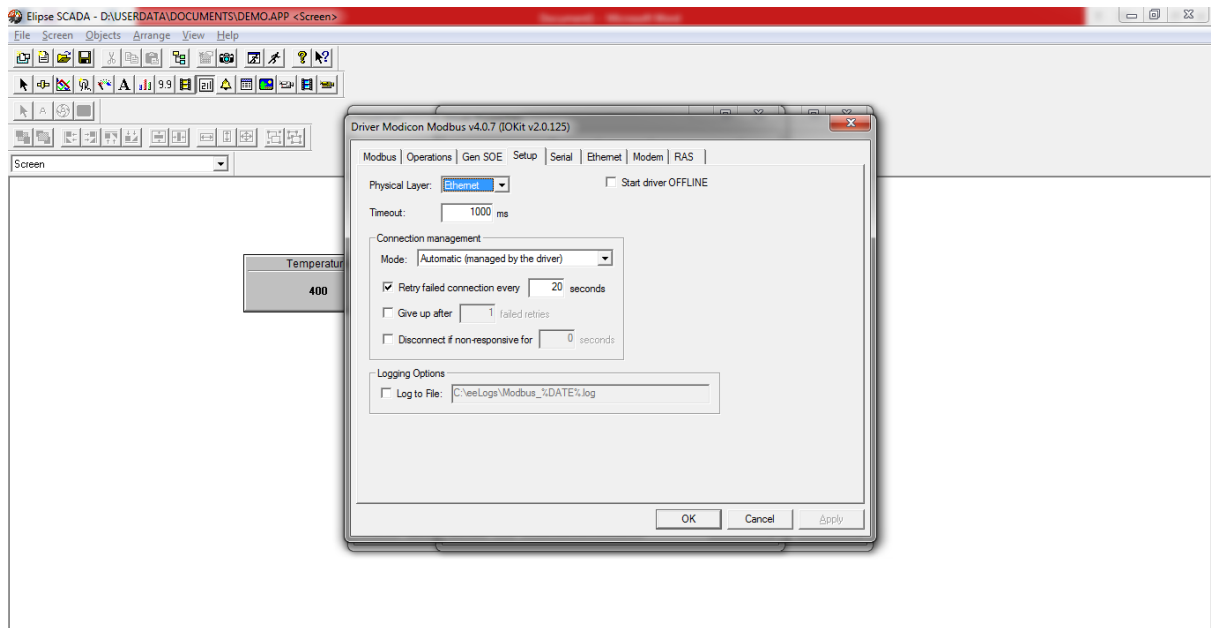 Elipse SCADA - D:\USERDATA\DOCUMENTS\DEMO.APP <Screen>
File Screen Objects Arrange View Help
A 9.9
A
Screen
Temperatur
400
Driver Modicon Modbus v4.0.7 (IOKit v2.0.125)
Modbus Operations Gen SOE Setup Serial Ethernet Modem RAS
Physical Layer: Ethernet Start driver OFFLINE
Timeout: 1000 ms
Connection management
Mode: Automatic (managed by the driver)
Retry failed connection every 20 seconds
Give up after 1 failed retries
Disconnect if non-responsive for 0 seconds
Logging Options
Log to File: C:\eeLogs\Modbus_%DATE%.log
OK Cancel Apply